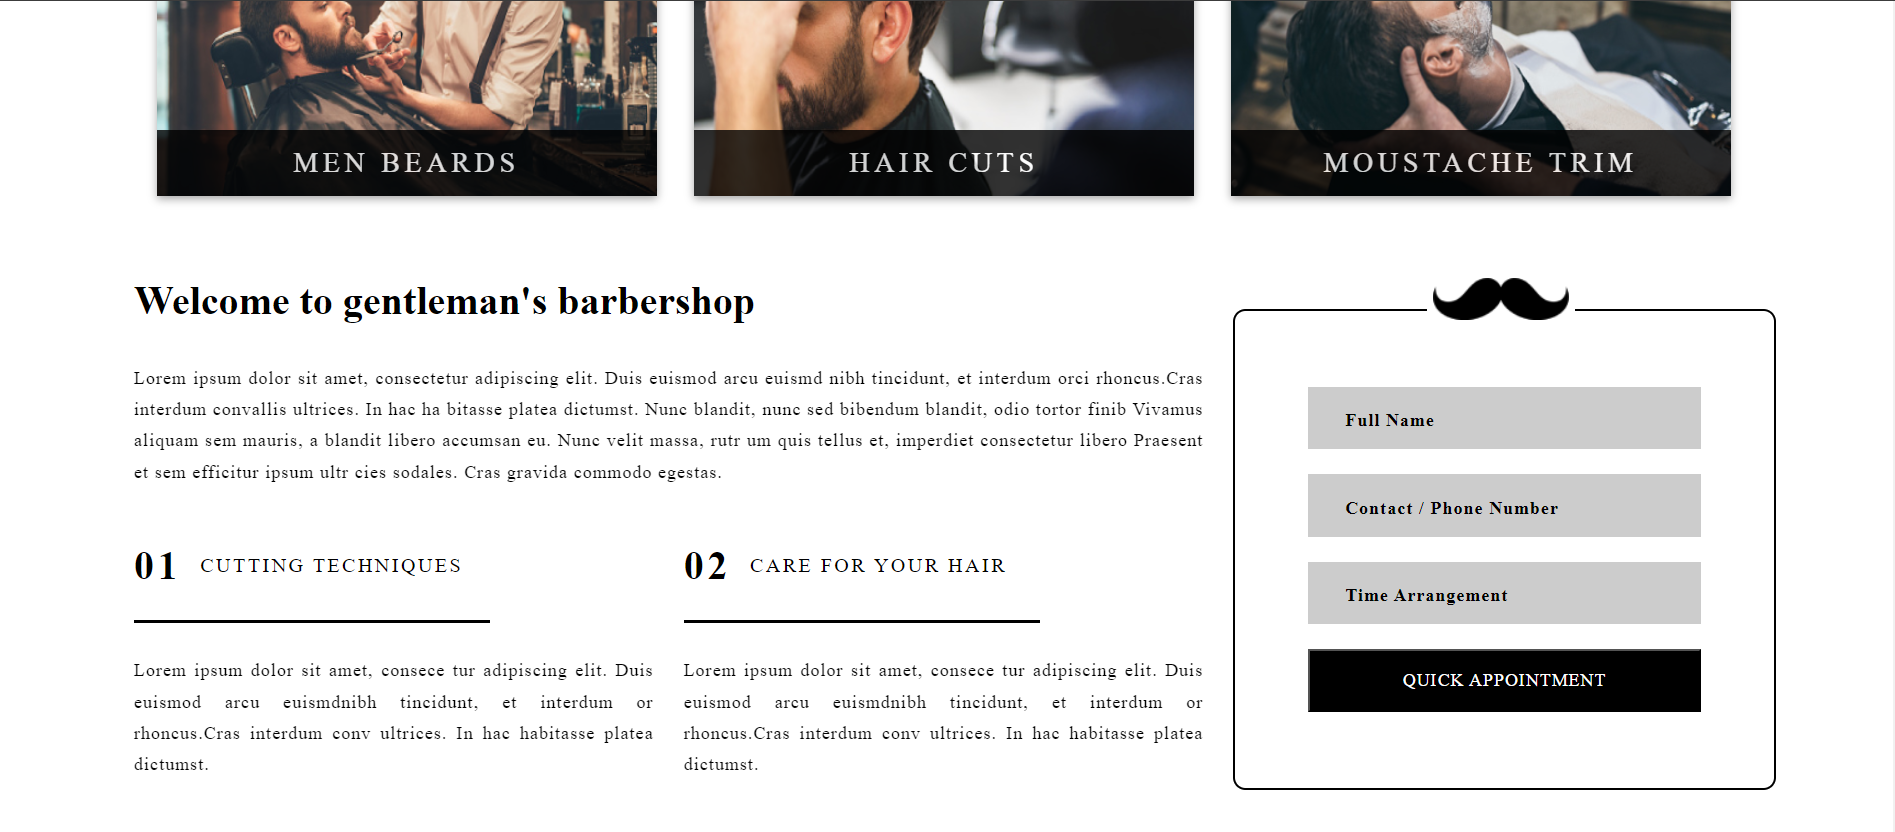 MEN BEARDS
HAIR CUTS
MOUSTACHE TRIM
Welcome to gentleman's barbershop
Lorem ipsum dolor sit amet, consectetur adipiscing elit. Duis euismod arcu euismd nibh tincidunt, et interdum orci rhoncus.Cras
interdum convallis ultrices. In hac ha bitasse platea dictumst. Nunc blandit, nunc sed bibendum blandit, odio tortor finib Vivamus
aliquam sem mauris, a blandit libero accumsan eu. Nunc velit massa, rutr um quis tellus et, imperdiet consectetur libero Praesent
et sem efficitur ipsum ultr cies sodales. Cras gravida commodo egestas.
01 CUTTING TECHNIQUES
Lorem ipsum dolor sit amet, consece tur adipiscing elit. Duis
euismod arcu euismdnibh tincidunt, et interdum or
rhoncus.Cras interdum conv ultrices. In hac habitasse platea
dictumst.
02 CARE FOR YOUR HAIR
Lorem ipsum dolor sit amet, consece tur adipiscing elit. Duis
euismod arcu euismdnibh tincidunt, et interdum or
rhoncus.Cras interdum conv ultrices. In hac habitasse platea
dictumst.
Full Name
Contact / Phone Number
Time Arrangement
QUICK APPOINTMENT